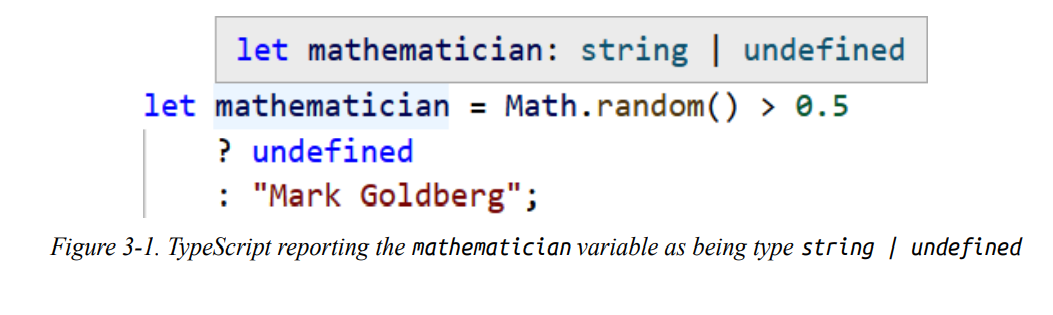 let mathematician: string | undefined
let mathematician = Math.random() > 0.5
? undefined
: "Mark Goldberg";
Figure 3-1. TypeScript reporting the mathematician variable as being type string | undefined